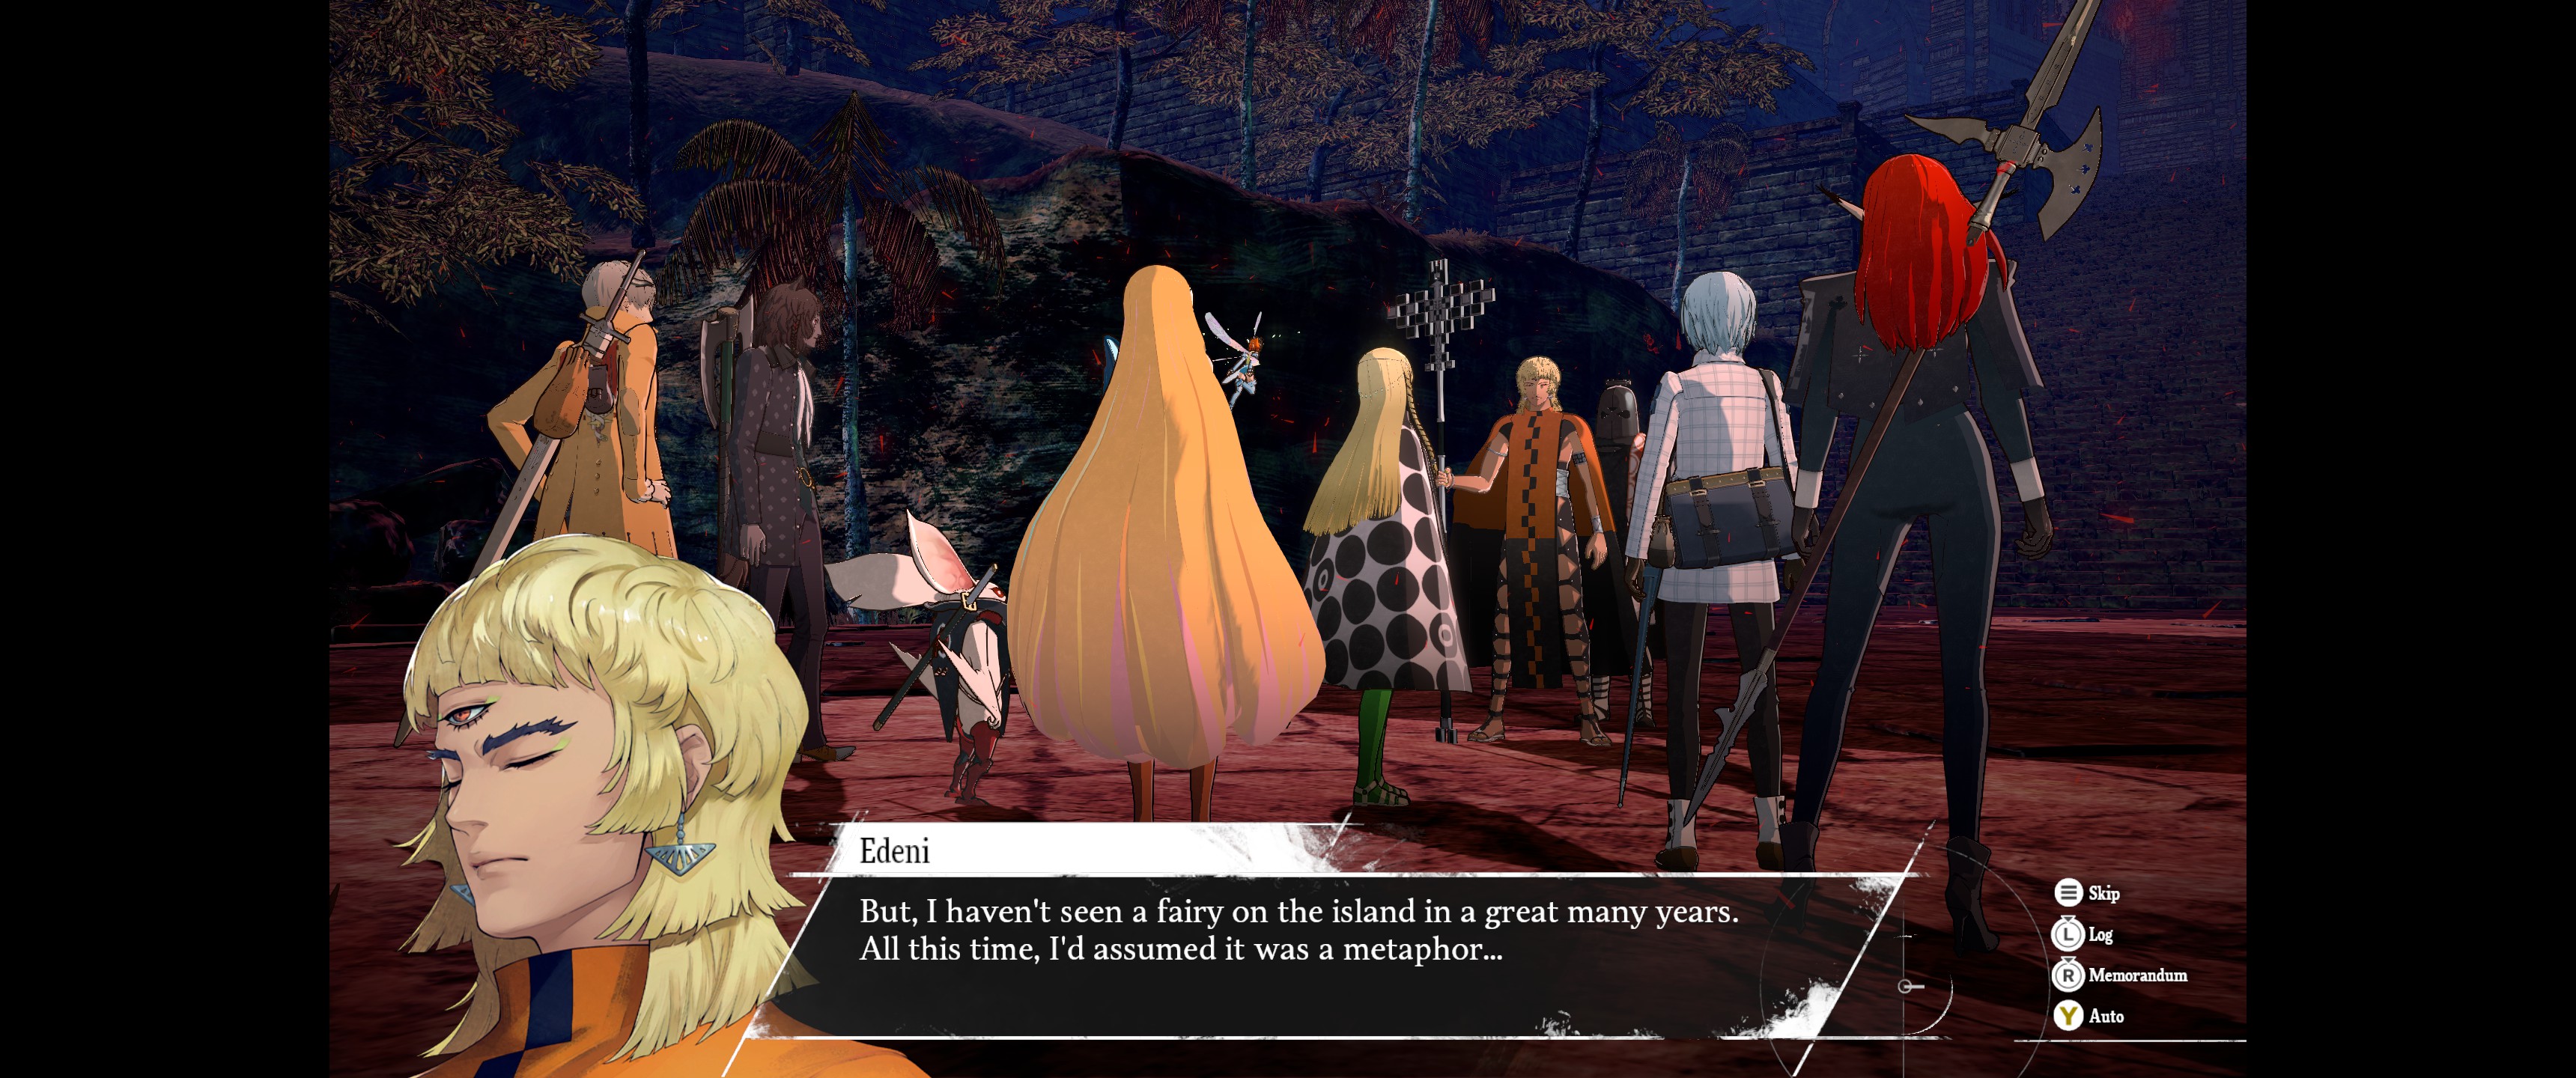 Edeni
But, I haven't seen a fairy on the island in a great many years.
All this time, I'd assumed it was a metaphor...
Skip
L Log
R Memorandum
Y Auto